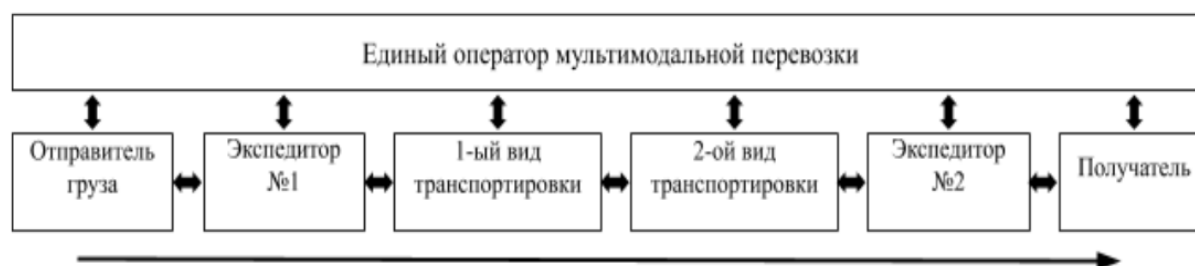 Единый оператор мультимодальной перевозки
Отправитель
груза
Экспедитор
№1
1-ый вид
транспортировки
2-ой вид
транспортировки
Экспедитор
№2
Получатель